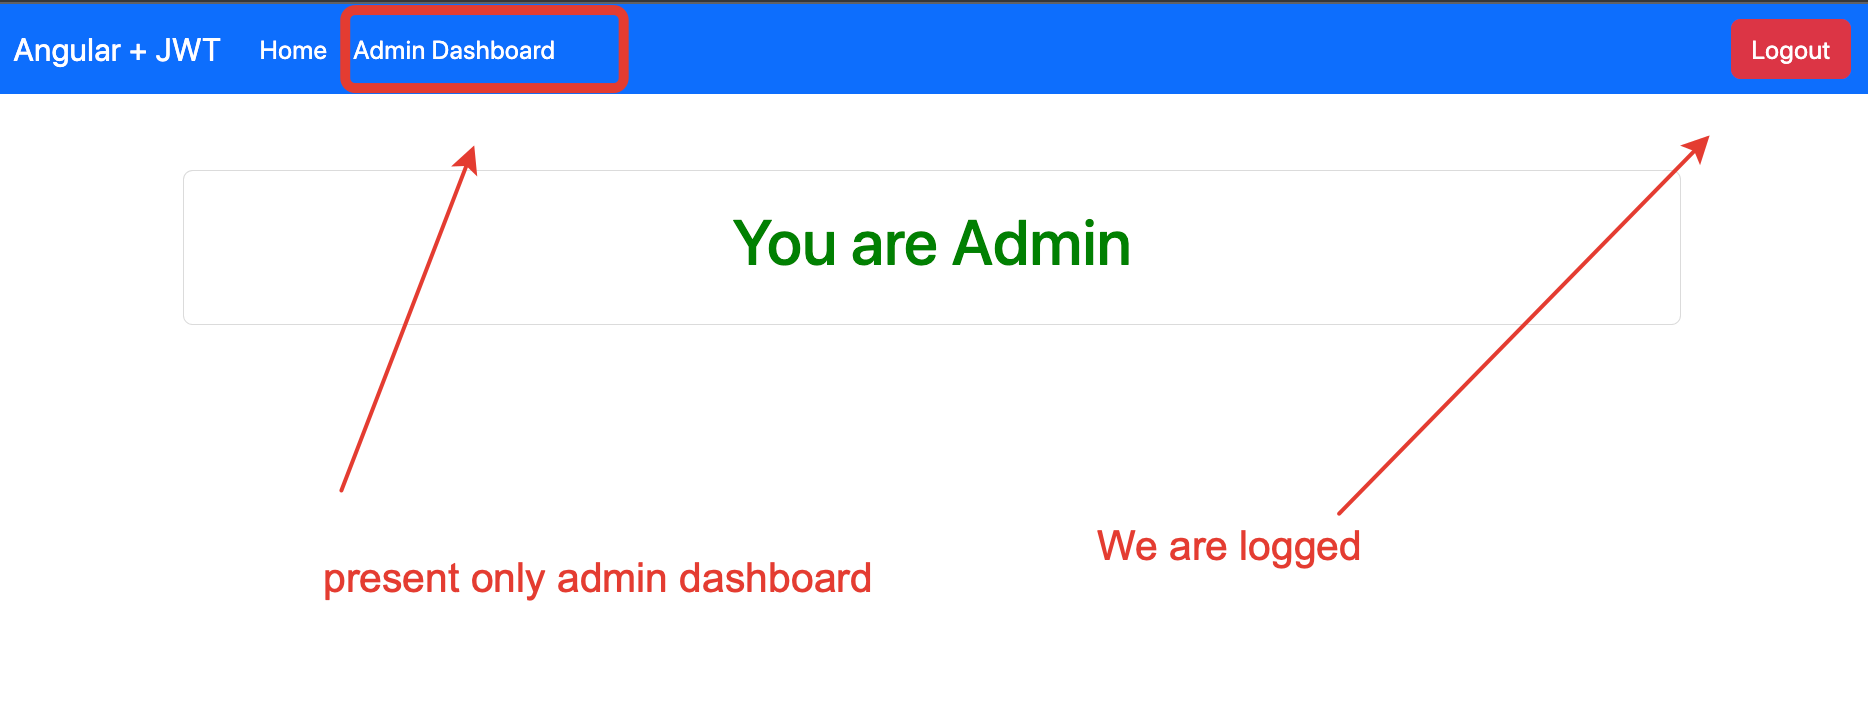 Angular + JWT Home Admin Dashboard Logout
You are Admin
We are logged
present only admin dashboard